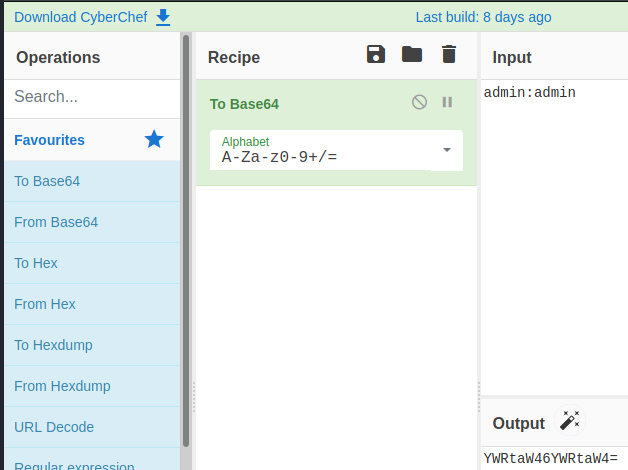 Download CyberChef
Last build: 8 days ago
Operations
Search...
Favourites
To Base64
From Base64
To Hex
From Hex
To Hexdump
From Hexdump
URL Decode
Regular expression
Recipe
To Base64
Alphabet
A-Za-z0-9+/=
Input
admin:admin
Output
YWRtaW46YWRtaW4=